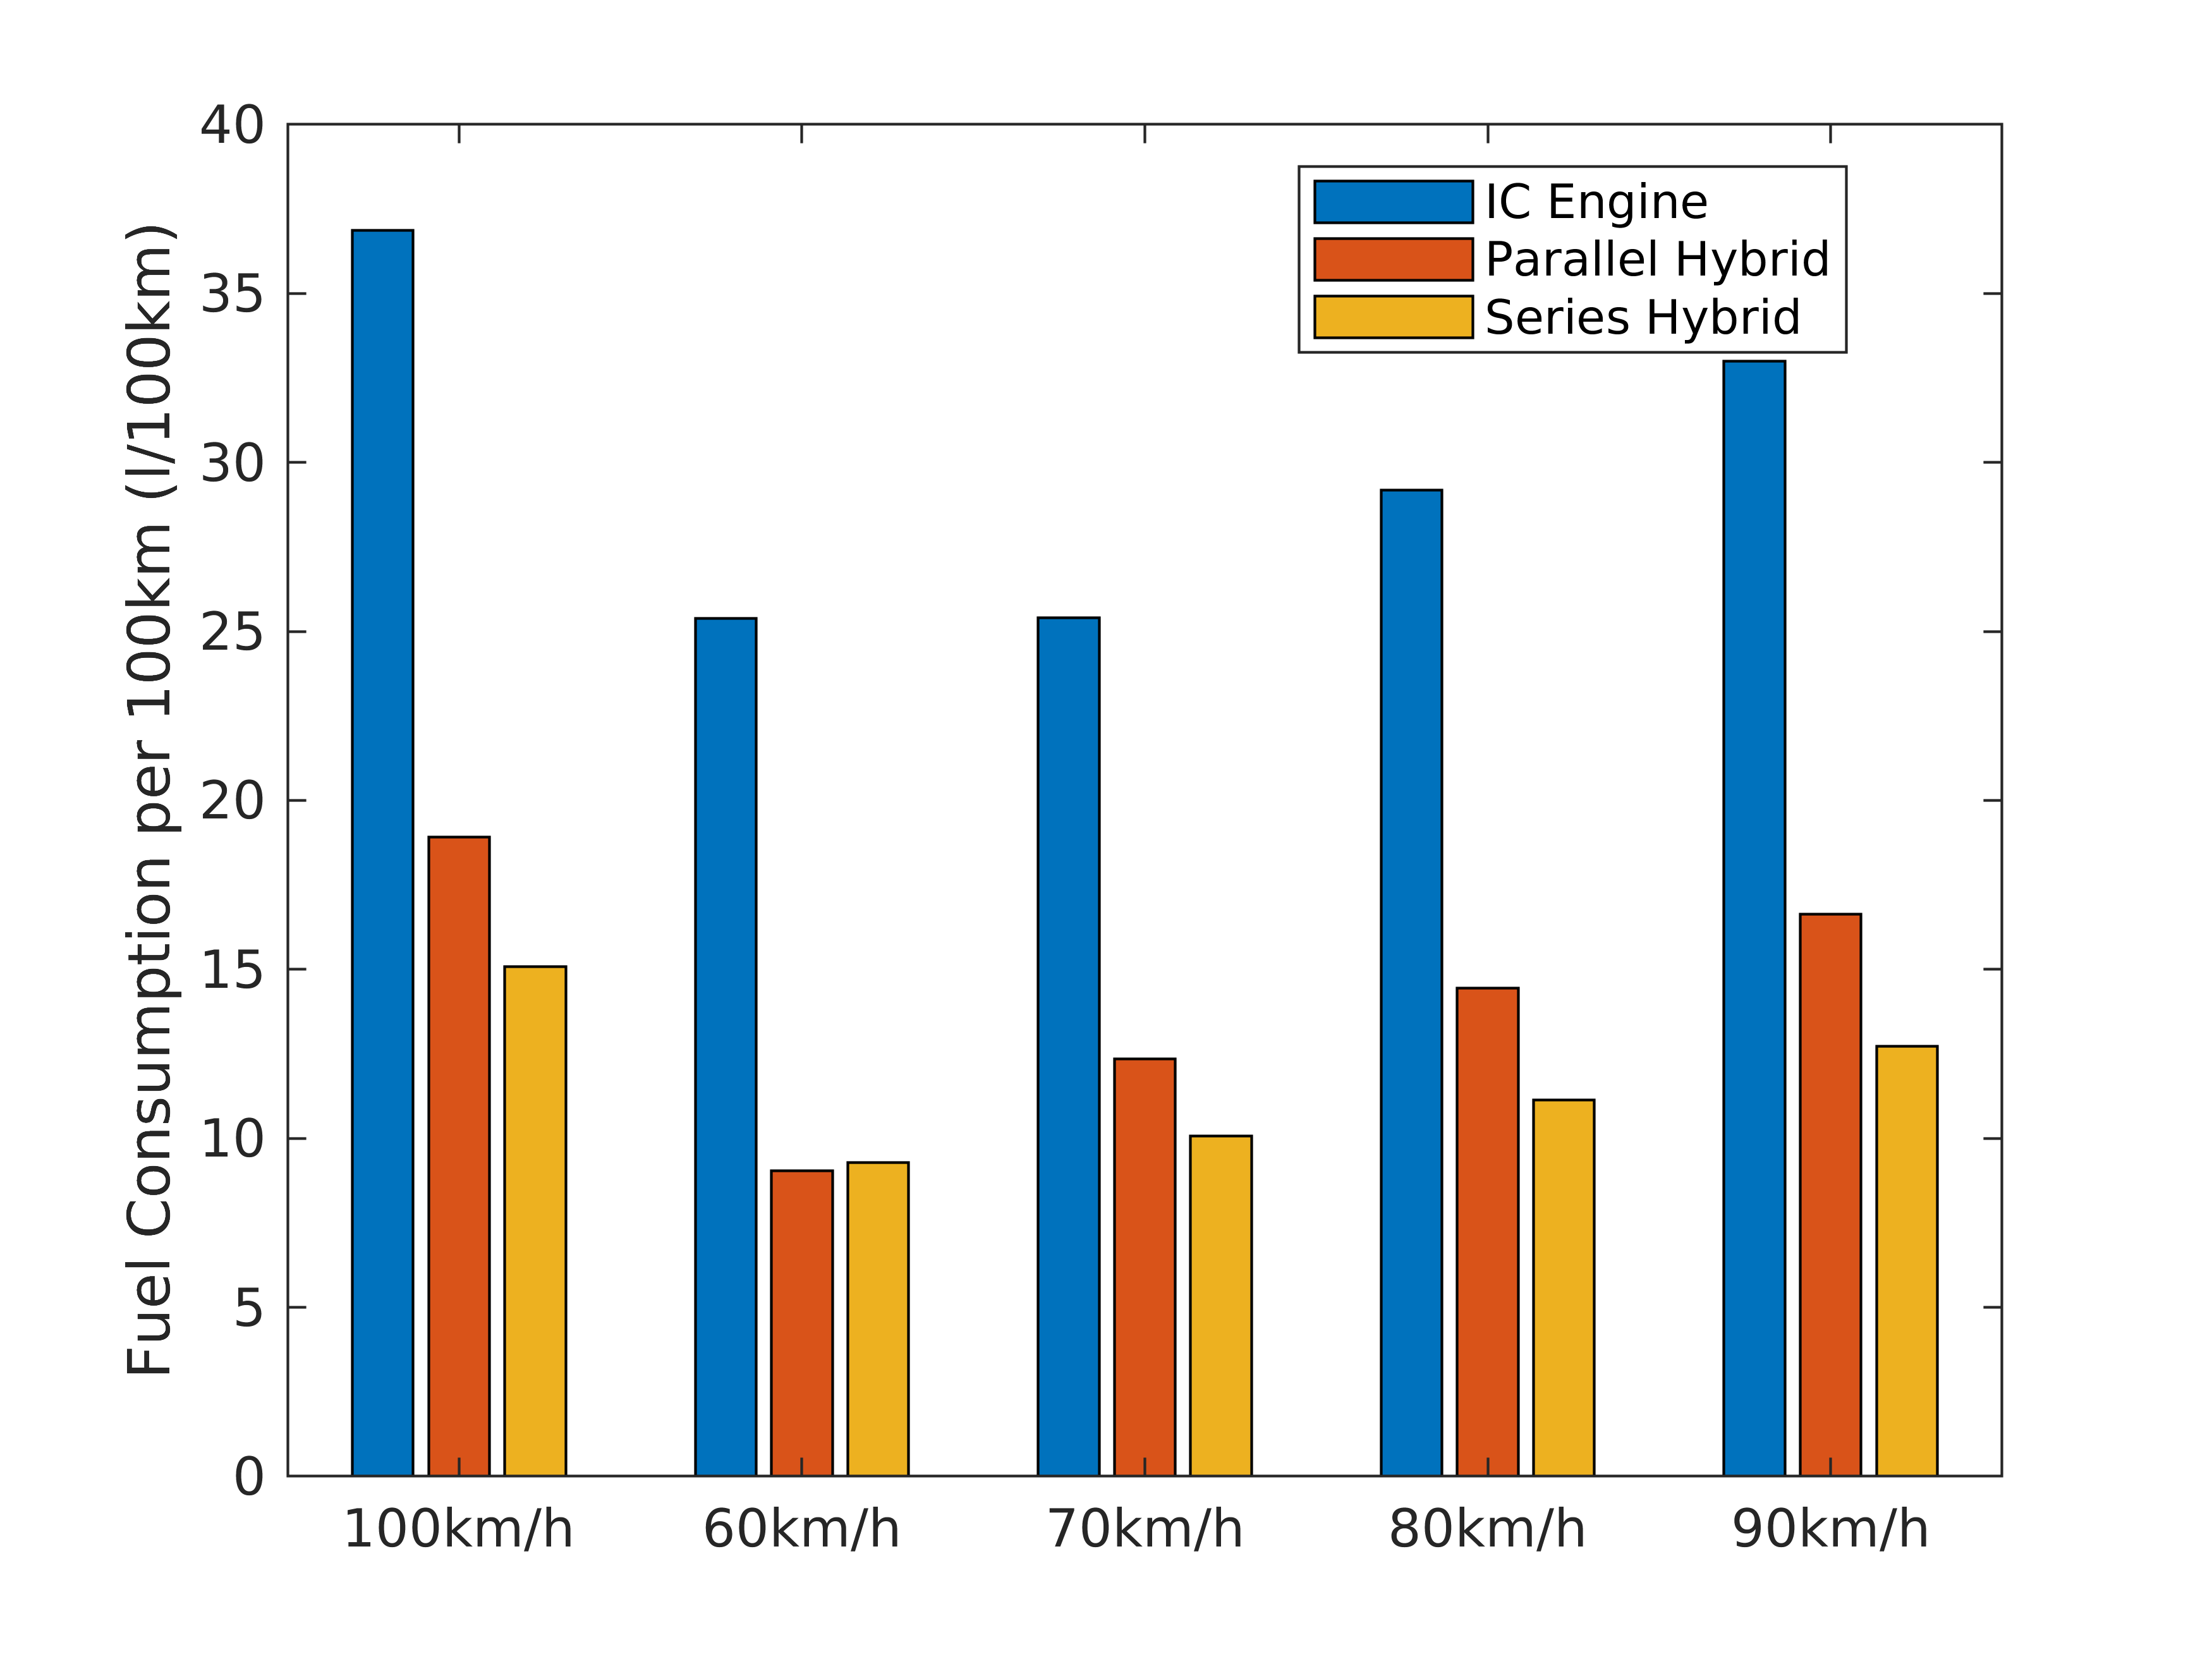 Fuel Consumption per 100km (l/100km)
40
35
30
25
20
15
10
5
0
IC Engine
Parallel Hybrid
Series Hybrid
100km/h
60km/h
70km/h
80km/h
90km/h